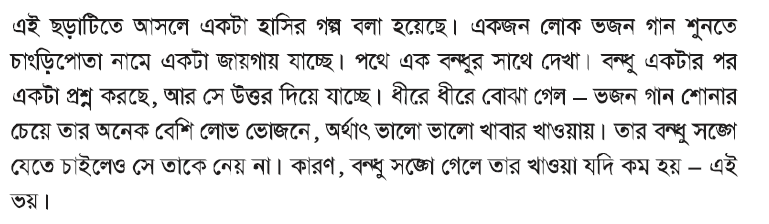 এই ছড়াটিতে আসলে একটা হাসির গল্প বলা হয়েছে। একজন লোক ভজন গান শুনতে
চাংড়িপোতা নামে একটা জায়গায় যাচ্ছে। পথে এক বন্ধুর সাথে দেখা। বন্ধু একটার পর
একটা প্রশ্ন করছে, আর সে উত্তর দিয়ে যাচ্ছে। ধীরে ধীরে বোঝা গেল – ভজন গান শোনার
চেয়ে তার অনেক বেশি লোভ ভোজনে, অর্থাৎ ভালো ভালো খাবার খাওয়ায়। তার বন্ধু সঙ্গে
যেতে চাইলেও সে তাকে নেয় না। কারণ, বন্ধু সঙ্গে গেলে তার খাওয়া যদি কম হয় – এই
ভয়।